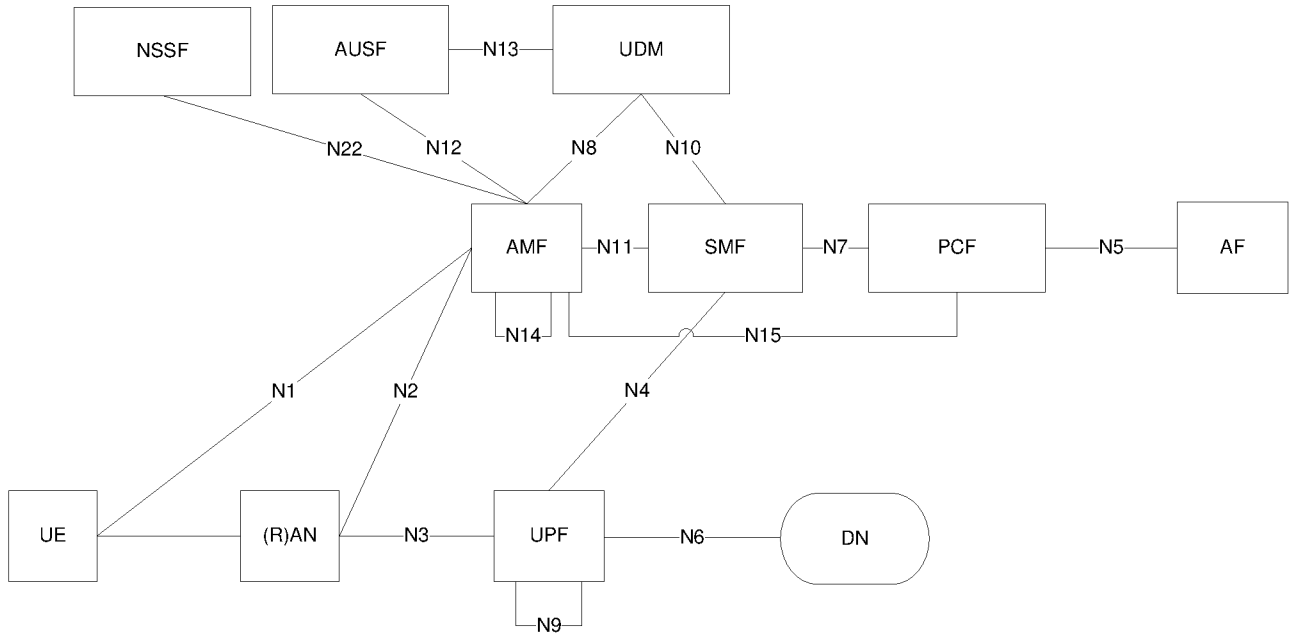 NSSF
AUSF
N13
UDM
N22
N12
N8
N10
AMF
N11
SMF
N7
PCF
N5
AF
N14
N15
N1
N2
N4
UE
(R)AN
N3
UPF
N6
DN
N9